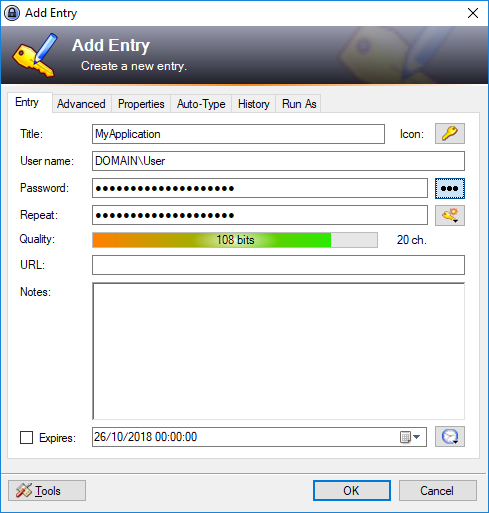 Add Entry
Add Entry
Create a new entry.
Entry Advanced Properties Auto-Type History Run As
Title: MyApplication Icon:
User name: DOMAIN\User
Password: ●●●●●●●●●●●●●●●●●●●● ●●●
Repeat: ●●●●●●●●●●●●●●●●●●●●
Quality: 108 bits 20 ch.
URL:
Notes:
Expires: 26/10/2018 00:00:00
Tools OK Cancel